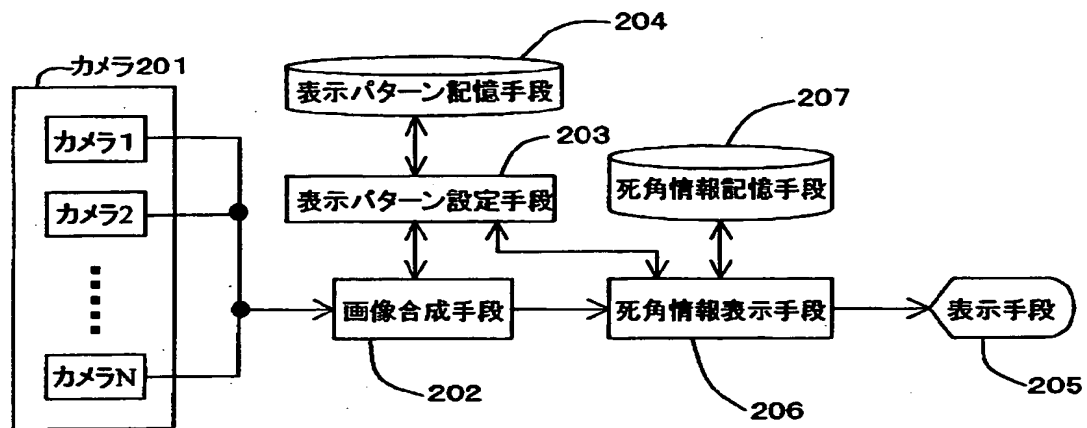 カメラ201
カメラ1
カメラ2
カメラN
204
表示パターン記憶手段
203
表示パターン設定手段
207
死角情報記憶手段
画像合成手段
202
死角情報表示手段
206
表示手段
205